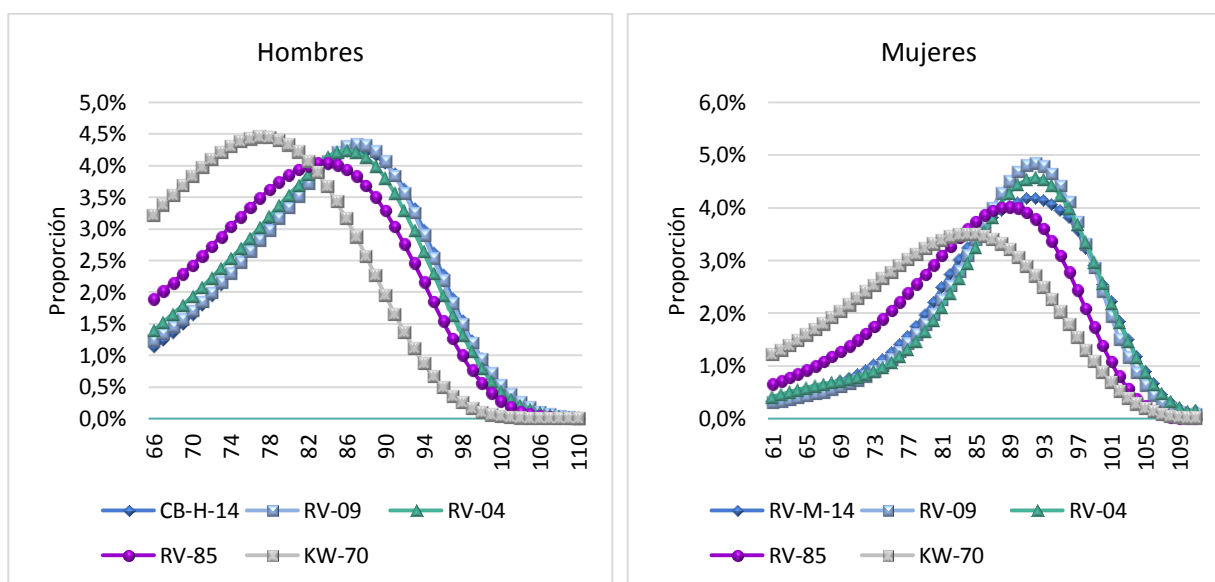 Hombres
5,0%
4,5%
4,0%
3,5%
3,0%
2,5%
2,0%
1,5%
1,0%
0,5%
0,0%
Proporción
66 70 74 78 82 86 90 94 98 102 106 110
CB-H-14 RV-09 RV-04
RV-85 KW-70
Mujeres
6,0%
5,0%
4,0%
3,0%
2,0%
1,0%
0,0%
Proporción
61 65 69 73 77 81 85 89 93 97 101 105 109
RV-M-14 RV-09 RV-04
RV-85 KW-70